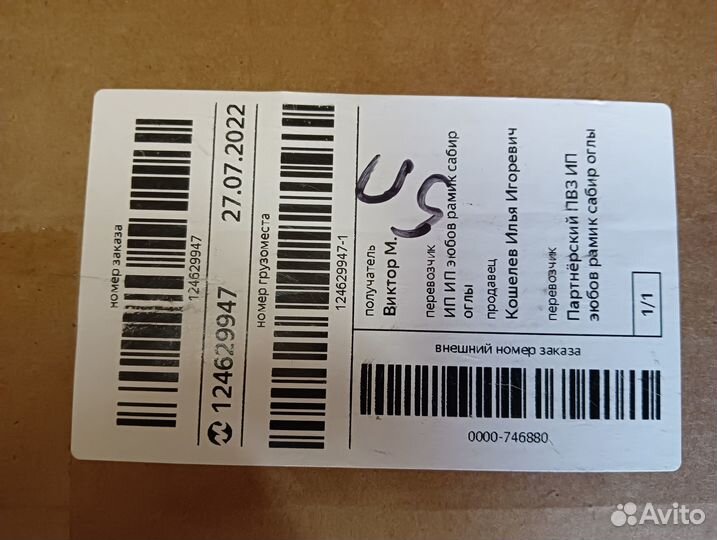 номер заказа
124629947
124629947 27.07.2022
номер грузоместа
124629947-1
получатель
Виктор М.
перевозчик
ИП ИП эюбов рамик сабир
оглы
продавец
Кошелев Илья Игоревич
перевозчик
Партнёрский ПВЗ ИП
эюбов рамик сабир оглы
1/1
внешний номер заказа
0000-746880
Avito